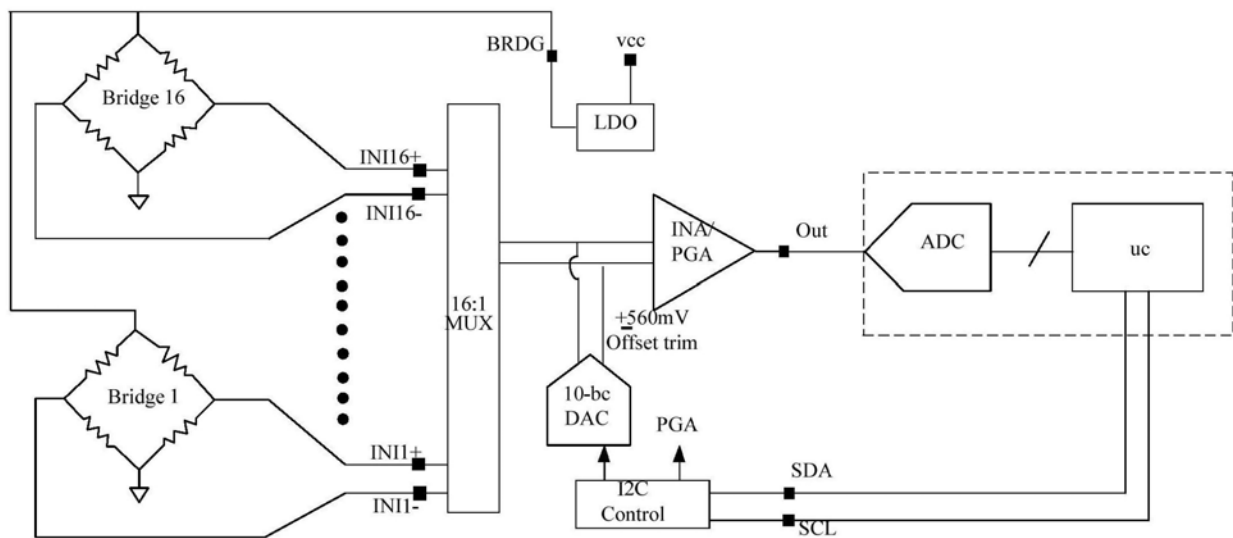 BRDG
vcc
Bridge 16
LDO
INI16+
INI16-
INA/
PGA
Out
ADC
uc
16:1
MUX
±560mV
Offset trim
Bridge 1
10-bc
DAC
PGA
INI1+
INI1-
I2C
Control
SDA
SCL